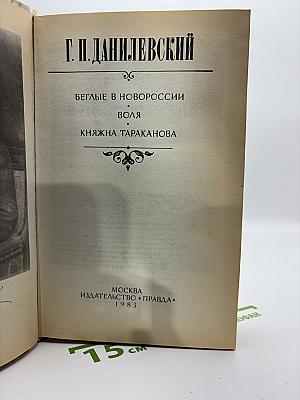 Г. П. ДАНИЛЕВСКИЙ
БЕГЛЫЕ В НОВОРОССИИ
•
ВОЛЯ
•
КНЯЖНА ТАРАКАНОВА
МОСКВА
ИЗДАТЕЛЬСТВО «ПРАВДА»
1983
15 СМ